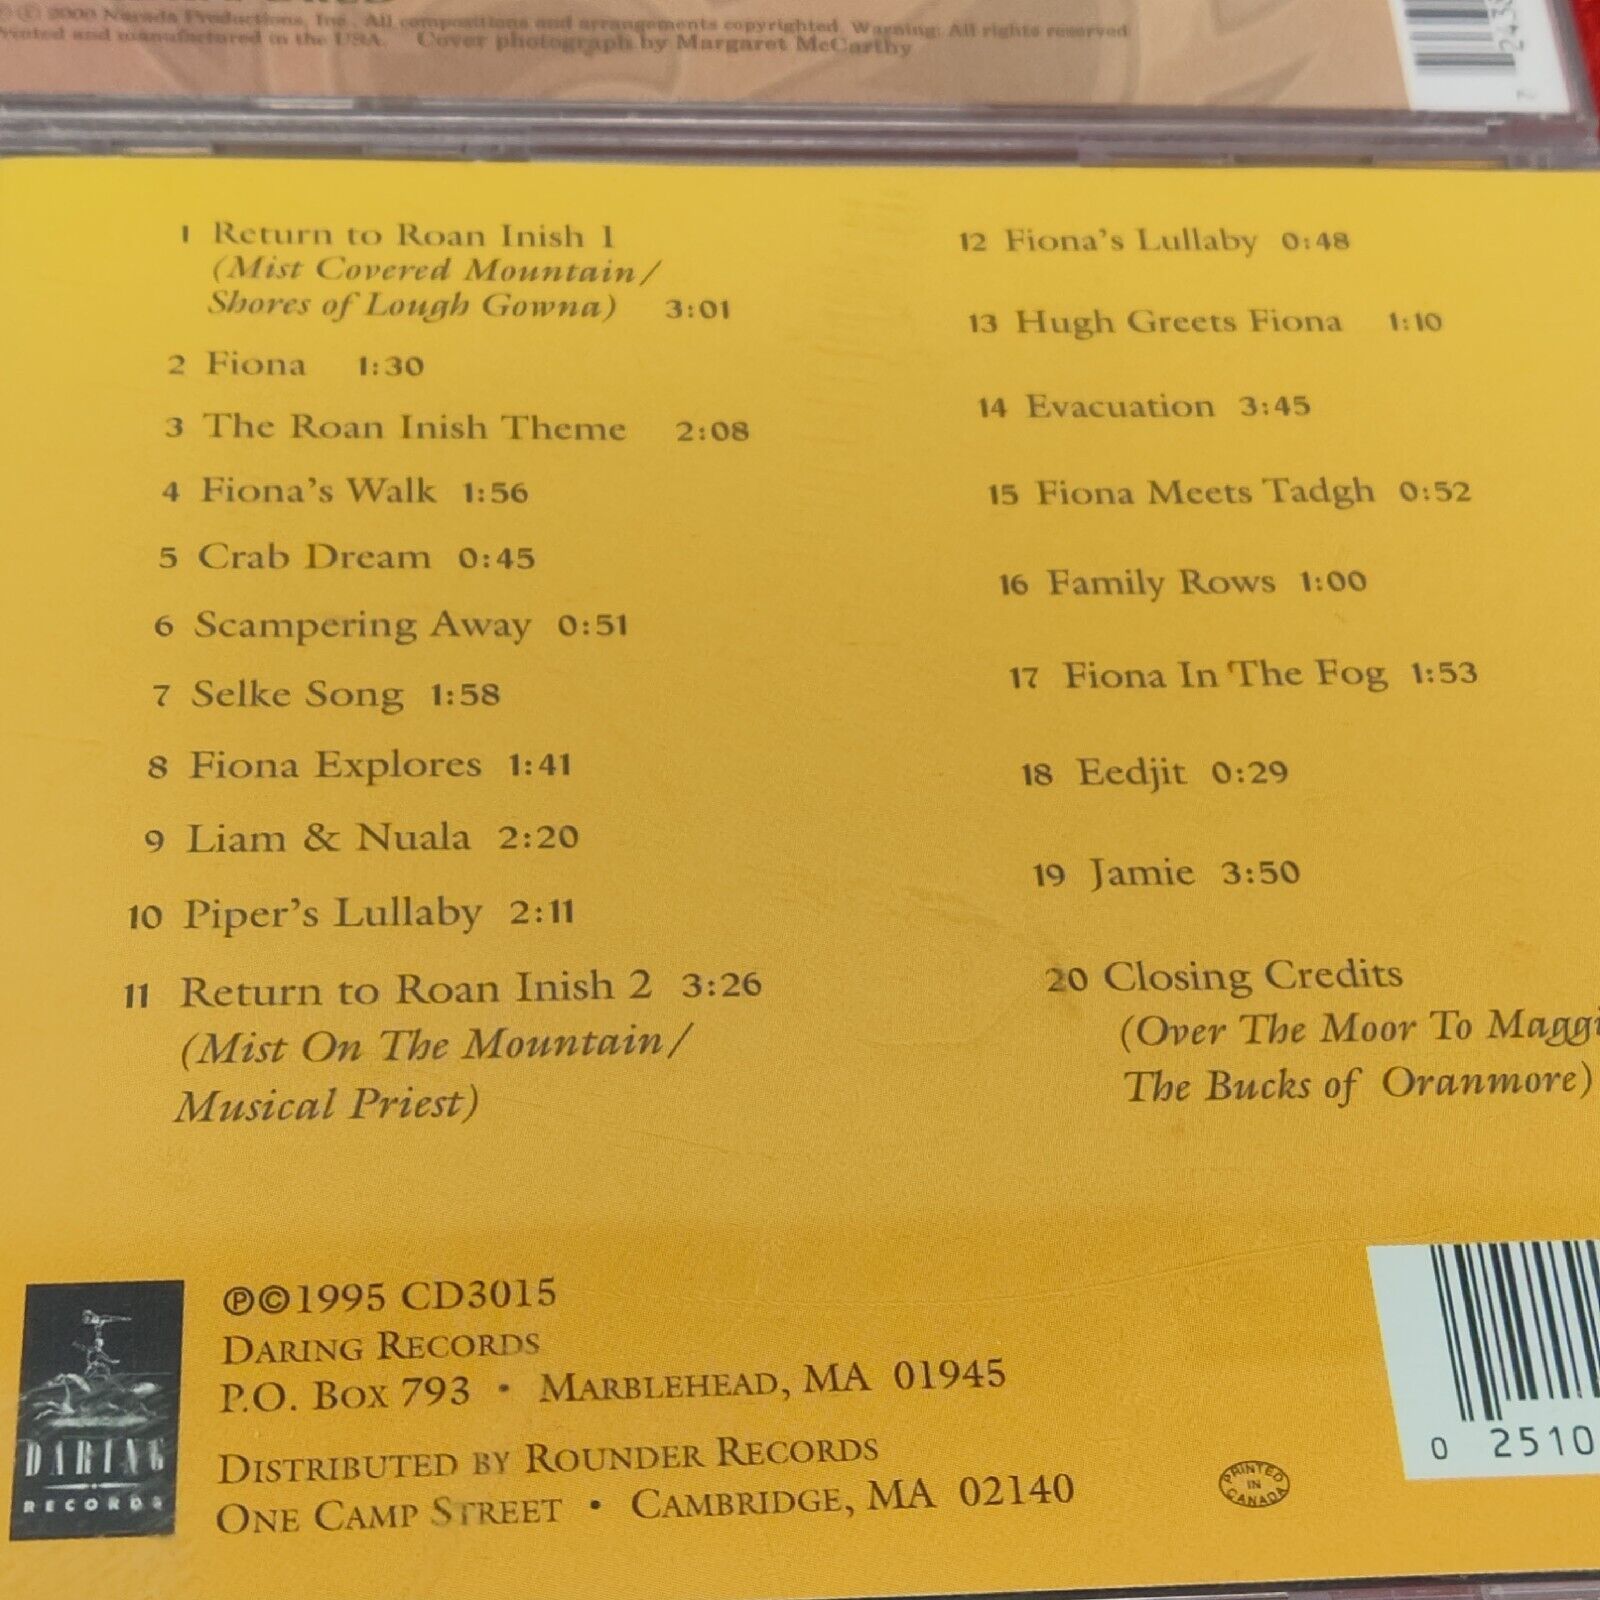 2000 Narada Productions, Inc. All compositions and arrangements copyrighted. Warning: All rights reserved
Printed and manufactured in the USA. Cover photograph by Margaret McCarthy
1 Return to Roan Inish 1
(Mist Covered Mountain/
Shores of Lough Gowna) 3:01
2 Fiona 1:30
3 The Roan Inish Theme 2:08
4 Fiona's Walk 1:56
5 Crab Dream 0:45
6 Scampering Away 0:51
7 Selke Song 1:58
8 Fiona Explores 1:41
9 Liam & Nuala 2:20
10 Piper's Lullaby 2:11
11 Return to Roan Inish 2 3:26
(Mist On The Mountain/
Musical Priest)
12 Fiona's Lullaby 0:48
13 Hugh Greets Fiona 1:10
14 Evacuation 3:45
15 Fiona Meets Tadgh 0:52
16 Family Rows 1:00
17 Fiona In The Fog 1:53
18 Eedjit 0:29
19 Jamie 3:50
20 Closing Credits
(Over The Moor To Maggi
The Bucks of Oranmore)
DARING
RECORDS
℗©1995 CD3015
DARING RECORDS
P.O. BOX 793 • MARBLEHEAD, MA 01945
DISTRIBUTED BY ROUNDER RECORDS
ONE CAMP STREET • CAMBRIDGE, MA 02140
PRINTED
IN
CANADA
0 2510